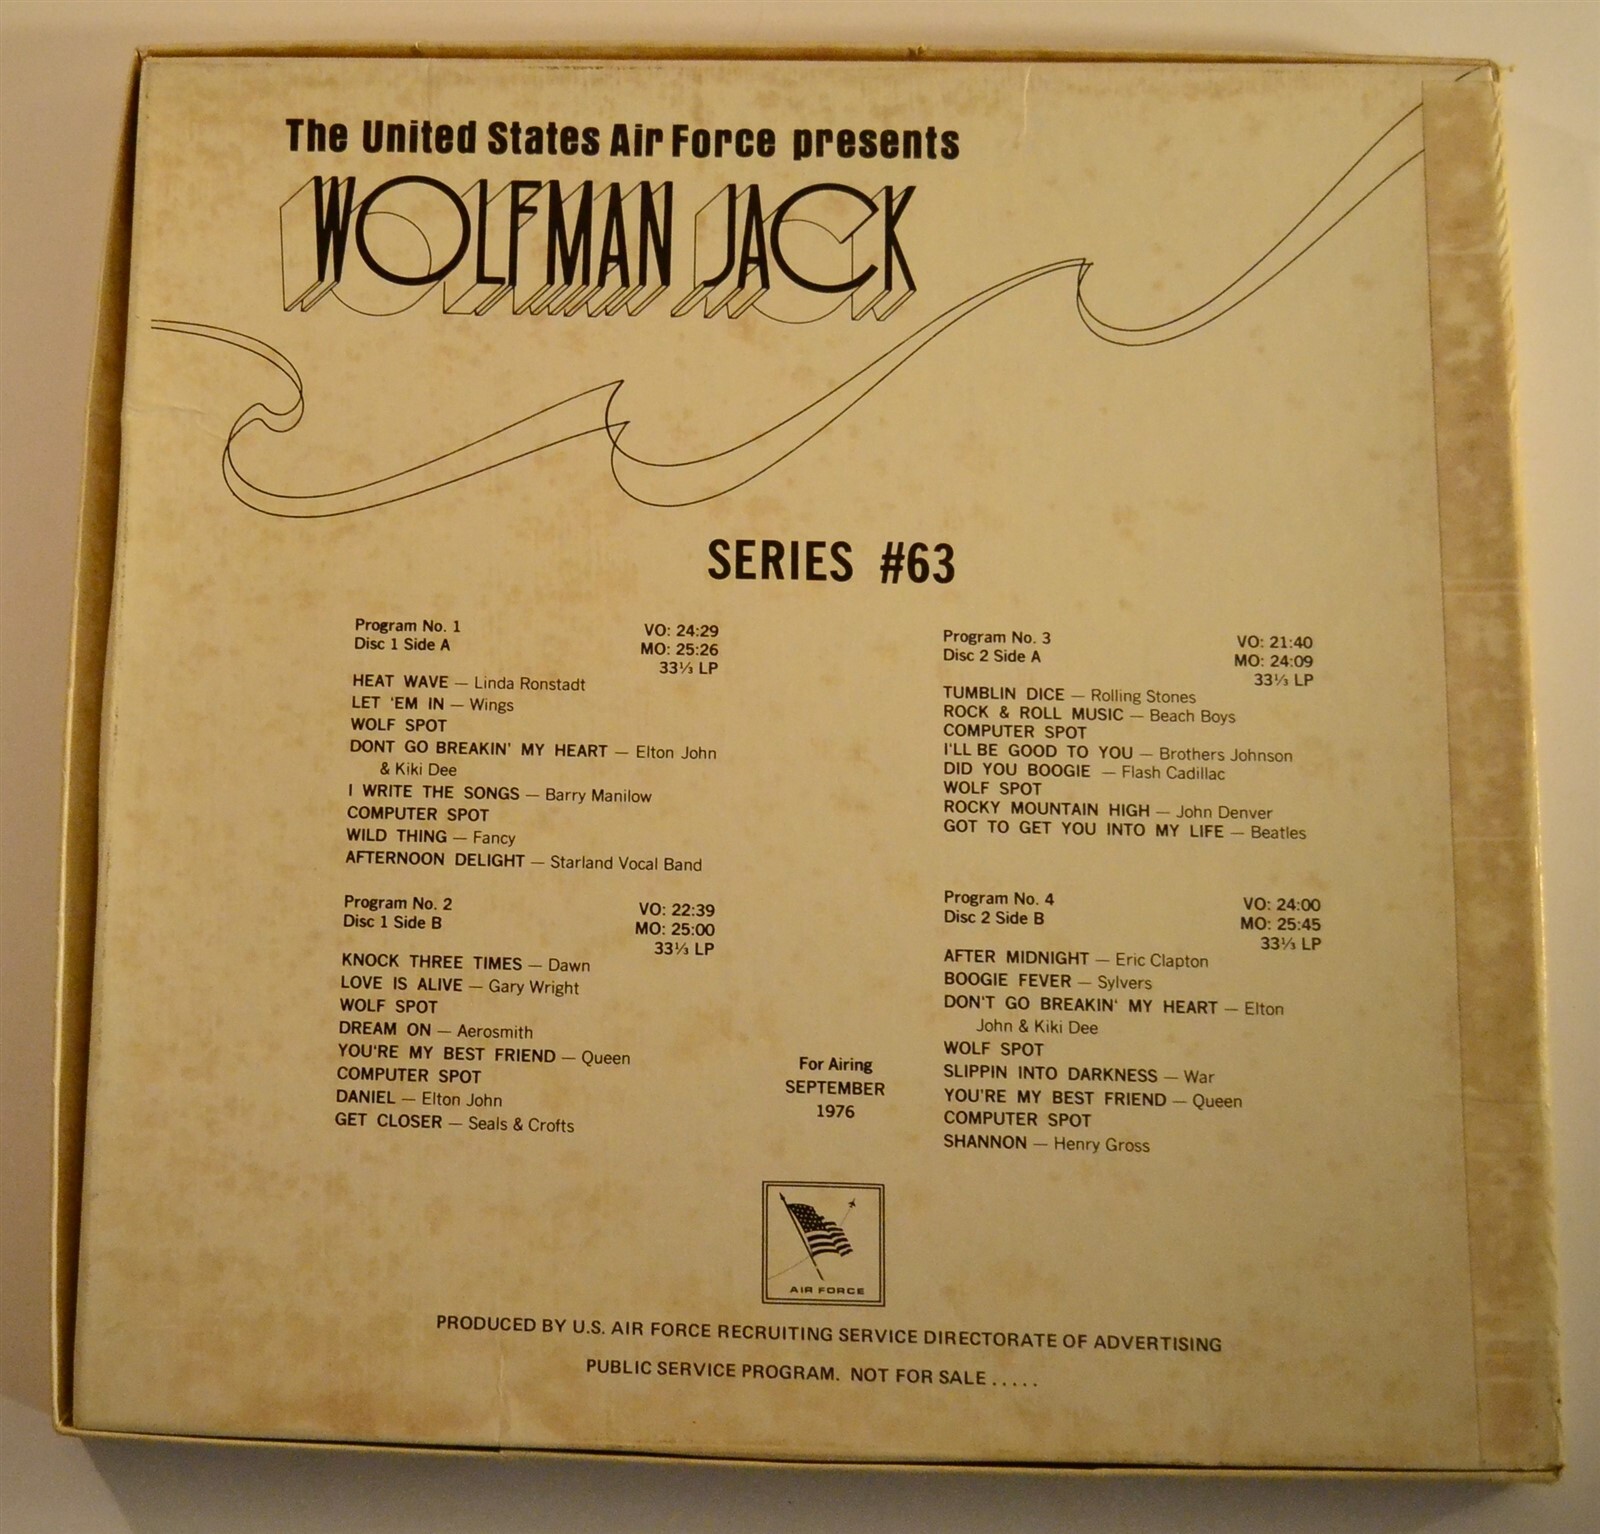 The United States Air Force presents
WOLFMAN JACK
SERIES #63
Program No. 1
Disc 1 Side A
VO: 24:29
MO: 25:26
33⅓ LP
HEAT WAVE — Linda Ronstadt
LET 'EM IN — Wings
WOLF SPOT
DONT GO BREAKIN' MY HEART — Elton John
& Kiki Dee
I WRITE THE SONGS — Barry Manilow
COMPUTER SPOT
WILD THING — Fancy
AFTERNOON DELIGHT — Starland Vocal Band
Program No. 2
Disc 1 Side B
VO: 22:39
MO: 25:00
33⅓ LP
KNOCK THREE TIMES — Dawn
LOVE IS ALIVE — Gary Wright
WOLF SPOT
DREAM ON — Aerosmith
YOU'RE MY BEST FRIEND — Queen
COMPUTER SPOT
DANIEL — Elton John
GET CLOSER — Seals & Crofts
For Airing
SEPTEMBER
1976
Program No. 3
Disc 2 Side A
VO: 21:40
MO: 24:09
33⅓ LP
TUMBLIN DICE — Rolling Stones
ROCK & ROLL MUSIC — Beach Boys
COMPUTER SPOT
I'LL BE GOOD TO YOU — Brothers Johnson
DID YOU BOOGIE — Flash Cadillac
WOLF SPOT
ROCKY MOUNTAIN HIGH — John Denver
GOT TO GET YOU INTO MY LIFE — Beatles
Program No. 4
Disc 2 Side B
VO: 24:00
MO: 25:45
33⅓ LP
AFTER MIDNIGHT — Eric Clapton
BOOGIE FEVER — Sylvers
DON'T GO BREAKIN' MY HEART — Elton
John & Kiki Dee
WOLF SPOT
SLIPPIN INTO DARKNESS — War
YOU'RE MY BEST FRIEND — Queen
COMPUTER SPOT
SHANNON — Henry Gross
AIR FORCE
PRODUCED BY U.S. AIR FORCE RECRUITING SERVICE DIRECTORATE OF ADVERTISING
PUBLIC SERVICE PROGRAM. NOT FOR SALE . . . . .